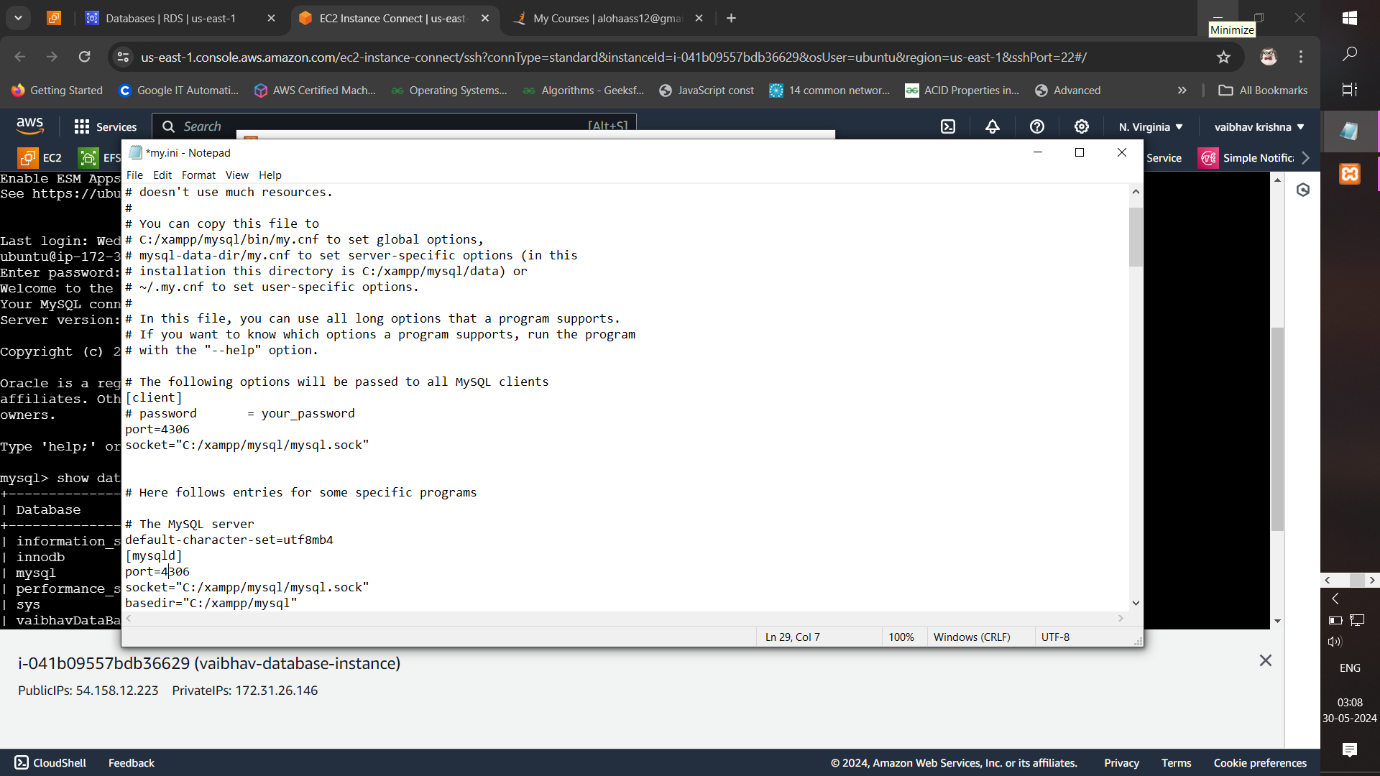 Databases | RDS | us-east-1
EC2 Instance Connect | us-east-
My Courses | alohaass12@gma
Minimize
us-east-1.console.aws.amazon.com/ec2-instance-connect/ssh?connType=standard&instanceId=i-041b09557bdb36629&osUser=ubuntu&region=us-east-1&sshPort=22#/
Getting Started
Google IT Automati...
AWS Certified Mach...
Operating Systems...
Algorithms - Geeksf...
JavaScript const
14 common networ...
ACID Properties in...
Advanced
All Bookmarks
aws
Services
Search
[Alt+S]
N. Virginia
vaibhav krishna
EC2
EFS
Service
Simple Notific
*my.ini - Notepad
File Edit Format View Help
# doesn't use much resources.
#
# You can copy this file to
# C:/xampp/mysql/bin/my.cnf to set global options,
# mysql-data-dir/my.cnf to set server-specific options (in this
# installation this directory is C:/xampp/mysql/data) or
# ~/.my.cnf to set user-specific options.
#
# In this file, you can use all long options that a program supports.
# If you want to know which options a program supports, run the program
# with the "--help" option.
# The following options will be passed to all MySQL clients
[client]
# password       = your_password
port=4306
socket="C:/xampp/mysql/mysql.sock"
# Here follows entries for some specific programs
# The MySQL server
default-character-set=utf8mb4
[mysqld]
port=4306
socket="C:/xampp/mysql/mysql.sock"
basedir="C:/xampp/mysql"
Ln 29, Col 7
100%
Windows (CRLF)
UTF-8
Enable ESM Apps
See https://ubu
Last login: Wed
ubuntu@ip-172-3
Enter password:
Welcome to the
Your MySQL conn
Server version:
Copyright (c) 2
Oracle is a reg
affiliates. Oth
owners.
Type 'help;' or
mysql> show dat
+---------------
| Database
+---------------
| information_s
| innodb
| mysql
| performance_s
| sys
| vaibhavDataBa
i-041b09557bdb36629 (vaibhav-database-instance)
PublicIPs: 54.158.12.223 PrivateIPs: 172.31.26.146
CloudShell
Feedback
© 2024, Amazon Web Services, Inc. or its affiliates.
Privacy
Terms
Cookie preferences
ENG
03:08
30-05-2024